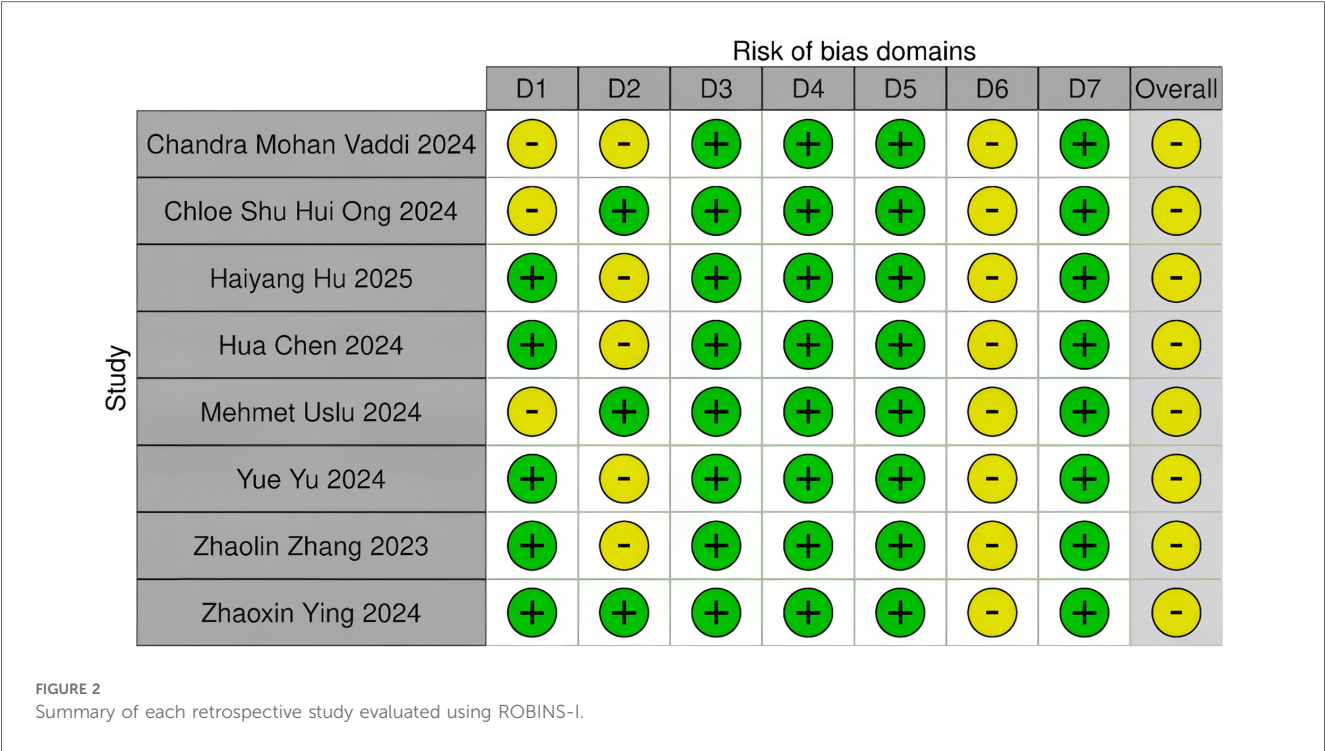 Risk of bias domains
D1 D2 D3 D4 D5 D6 D7 Overall
Study
Chandra Mohan Vaddi 2024 - - + + + - + -
Chloe Shu Hui Ong 2024 - + + + + - + -
Haiyang Hu 2025 + - + + + - + -
Hua Chen 2024 + - + + + - + -
Mehmet Uslu 2024 - + + + + - + -
Yue Yu 2024 + - + + + - + -
Zhaolin Zhang 2023 + - + + + - + -
Zhaoxin Ying 2024 + + + + + - + -
FIGURE 2
Summary of each retrospective study evaluated using ROBINS-I.